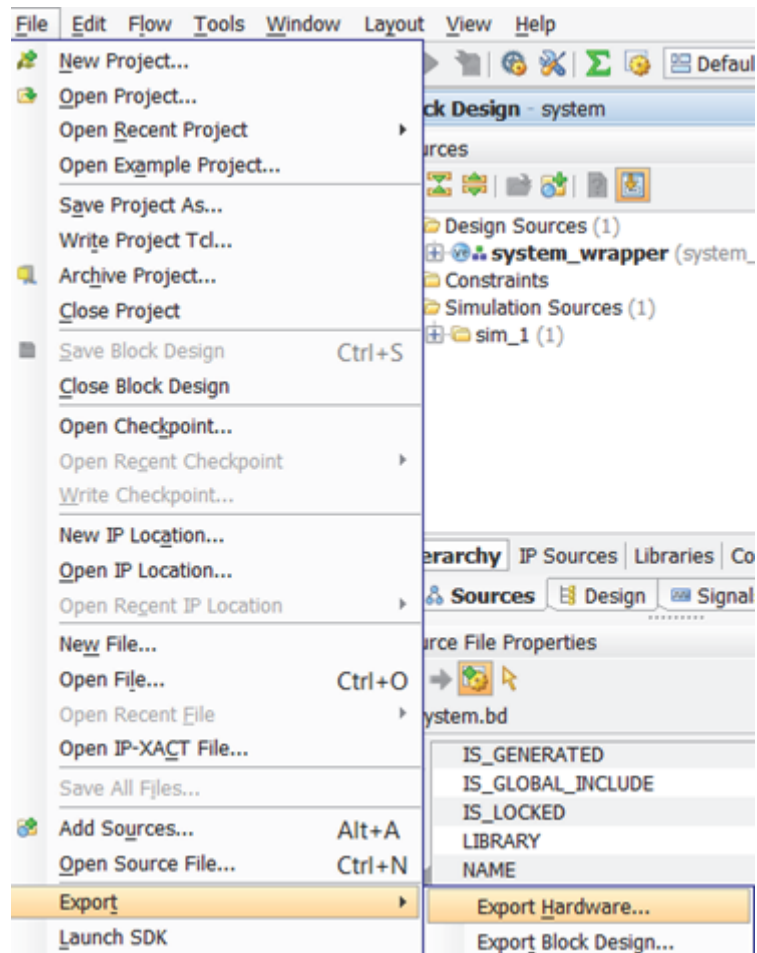 File Edit Flow Tools Window Layout View Help
New Project...
Open Project...
Open Recent Project
Open Example Project...
Save Project As...
Write Project Tcl...
Archive Project...
Close Project
Save Block Design Ctrl+S
Close Block Design
Open Checkpoint...
Open Recent Checkpoint
Write Checkpoint...
New IP Location...
Open IP Location...
Open Recent IP Location
New File...
Open File... Ctrl+O
Open Recent File
Open IP-XACT File...
Save All Files...
Add Sources... Alt+A
Open Source File... Ctrl+N
Export
Launch SDK
Export Hardware...
Export Block Design...
Σ Defaul
ck Design - system
urces
Design Sources (1)
system_wrapper (system_
Constraints
Simulation Sources (1)
sim_1 (1)
erarchy IP Sources Libraries Co
Sources Design Signal
urce File Properties
ystem.bd
IS_GENERATED
IS_GLOBAL_INCLUDE
IS_LOCKED
LIBRARY
NAME